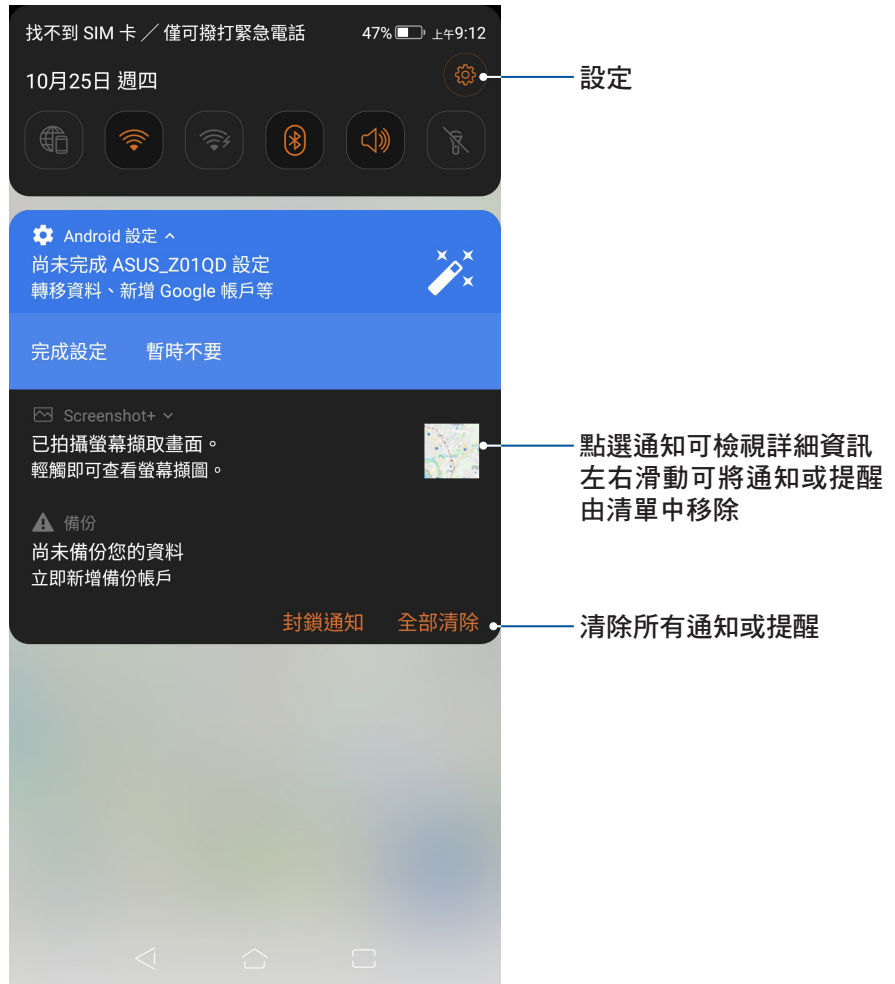 找不到 SIM 卡／僅可撥打緊急電話 47% 上午9:12
10月25日 週四
設定
Android 設定
尚未完成 ASUS_Z01QD 設定
轉移資料、新增 Google 帳戶等
完成設定 暫時不要
Screenshot+
已拍攝螢幕擷取畫面。
輕觸即可查看螢幕擷圖。
點選通知可檢視詳細資訊
左右滑動可將通知或提醒
由清單中移除
備份
尚未備份您的資料
立即新增備份帳戶
封鎖通知 全部清除
清除所有通知或提醒